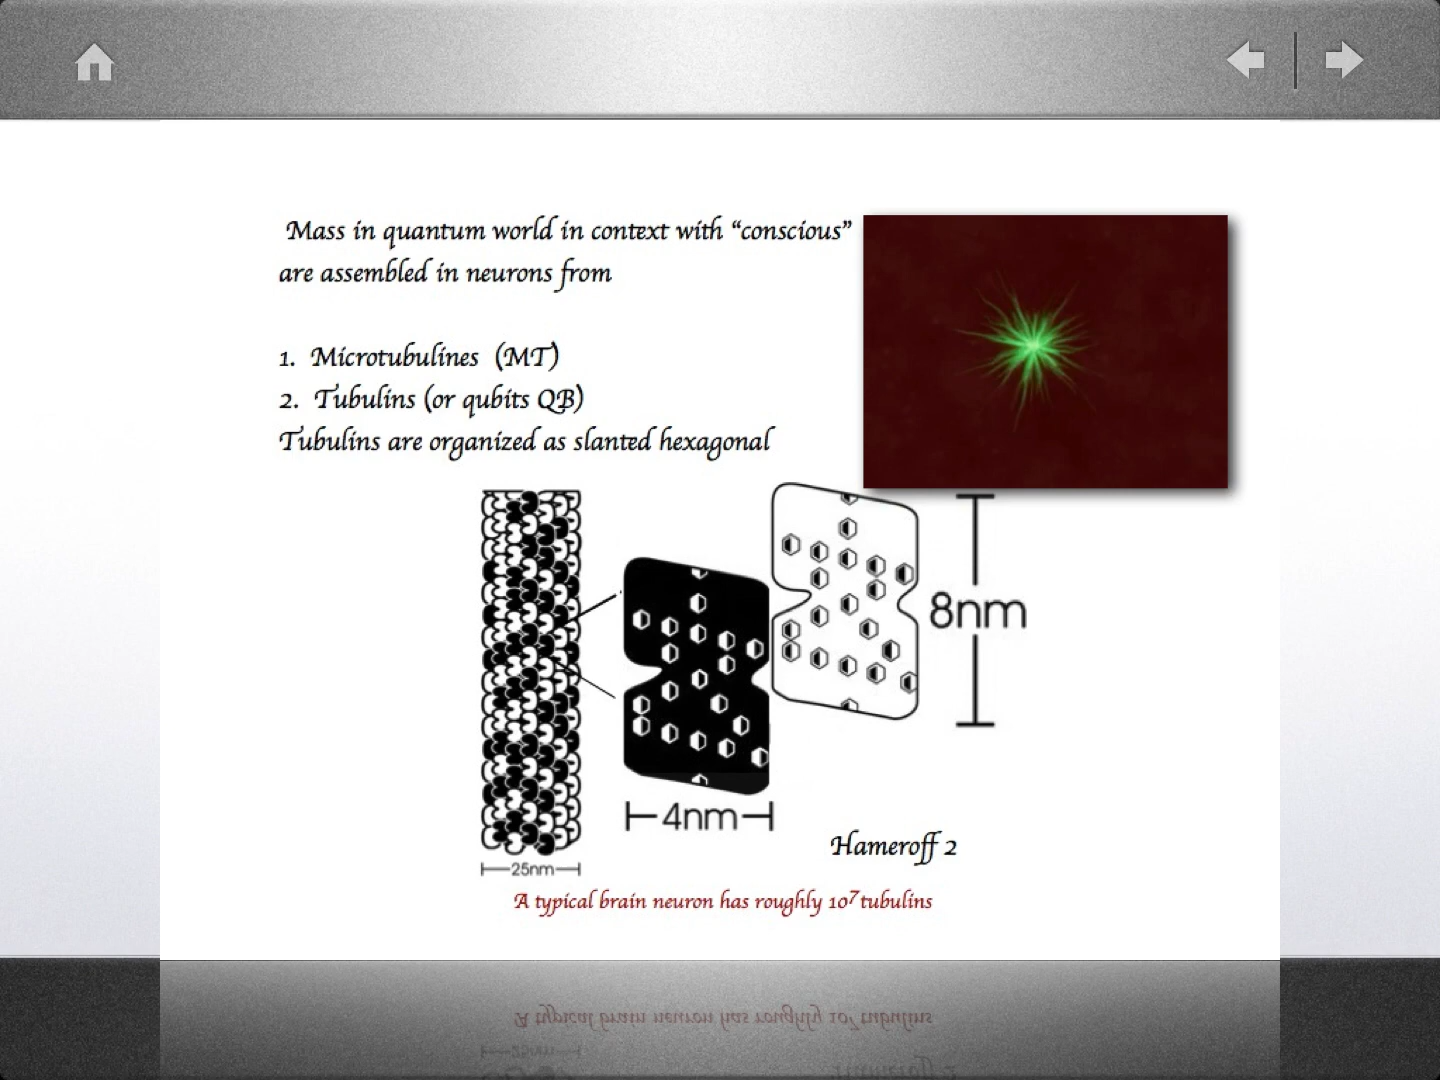 Mass in quantum world in context with “conscious”
are assembled in neurons from
1. Microtubulines (MT)
2. Tubulins (or qubits QB)
Tubulins are organized as slanted hexagonal
8nm
4nm
Hameroff 2
25nm
A typical brain neuron has roughly 10⁷ tubulins